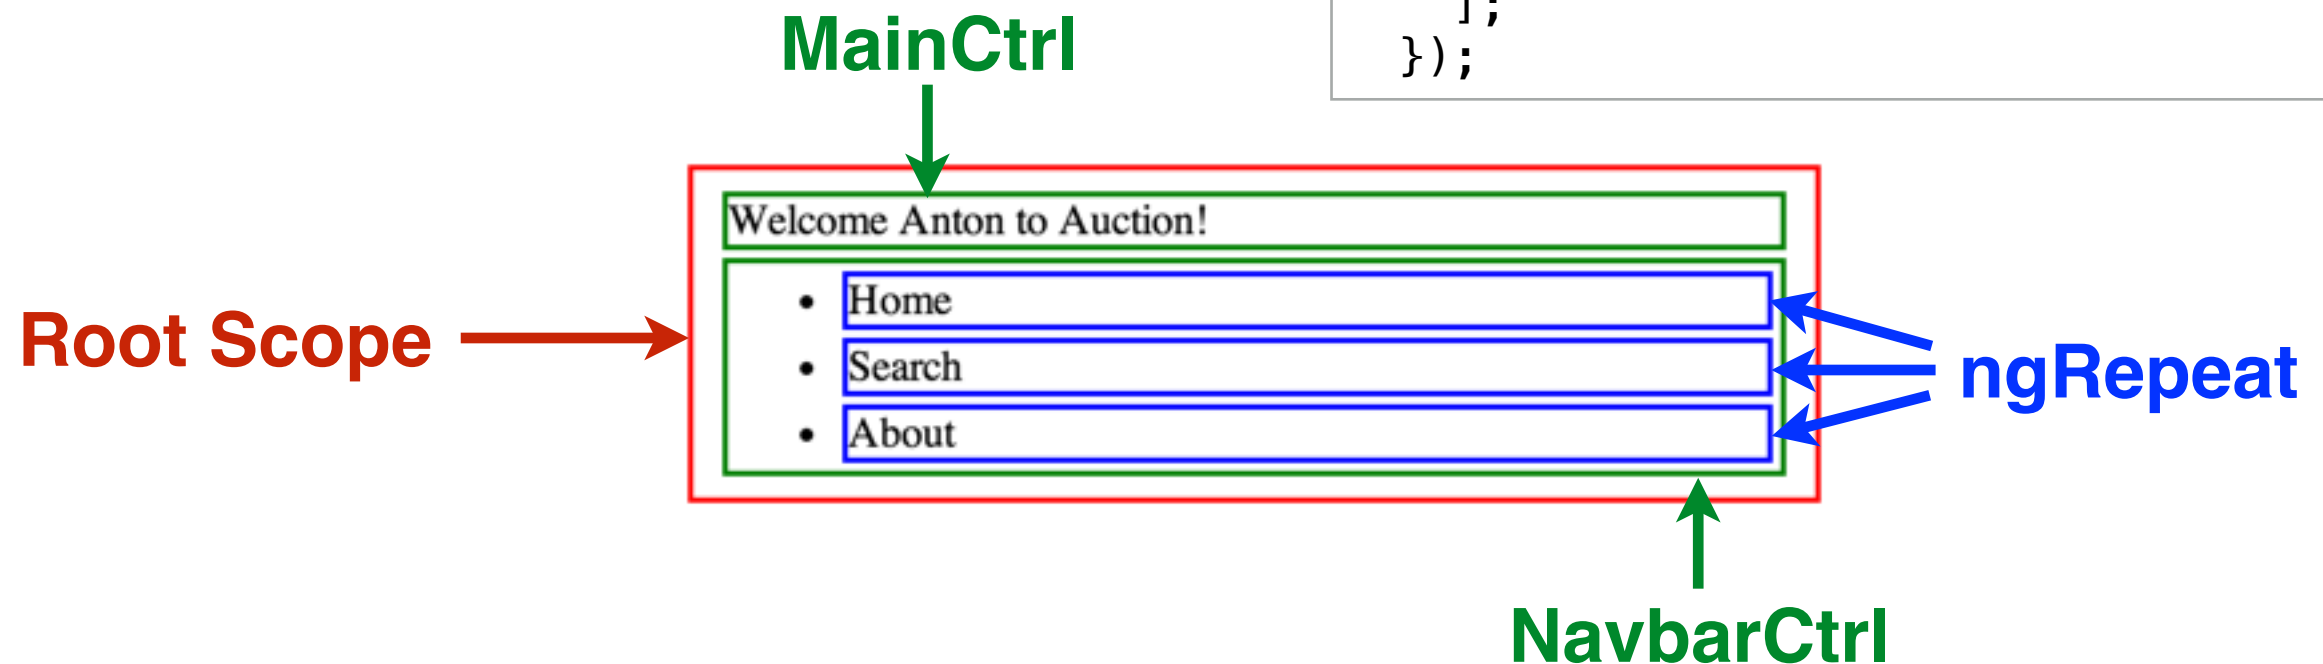 ];
});
MainCtrl
Welcome Anton to Auction!
• Home
• Search
• About
Root Scope
ngRepeat
NavbarCtrl